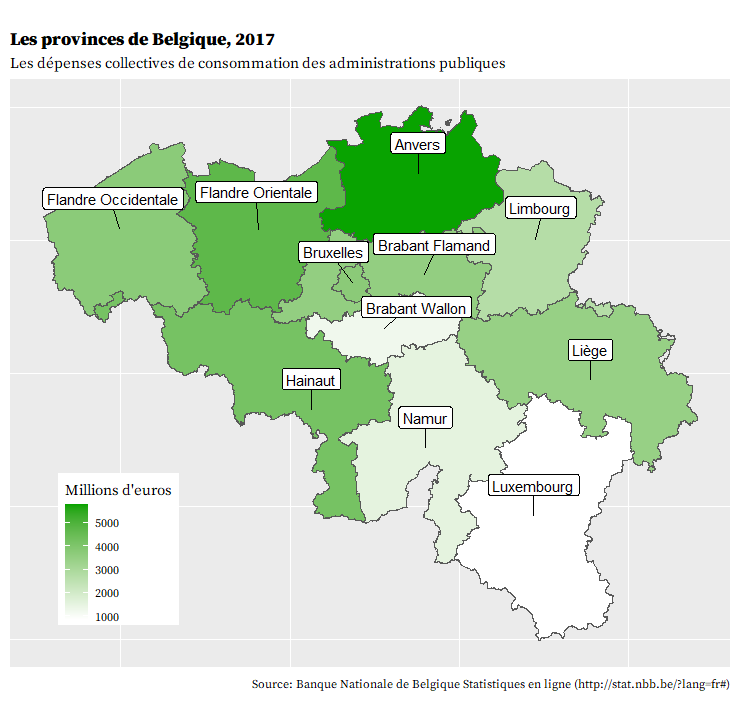 Les provinces de Belgique, 2017
Les dépenses collectives de consommation des administrations publiques
Anvers
Flandre Orientale
Flandre Occidentale
Limbourg
Brabant Flamand
Bruxelles
Brabant Wallon
Liège
Hainaut
Namur
Luxembourg
Millions d'euros
5000
4000
3000
2000
1000
Source: Banque Nationale de Belgique Statistiques en ligne (http://stat.nbb.be/?lang=fr#)